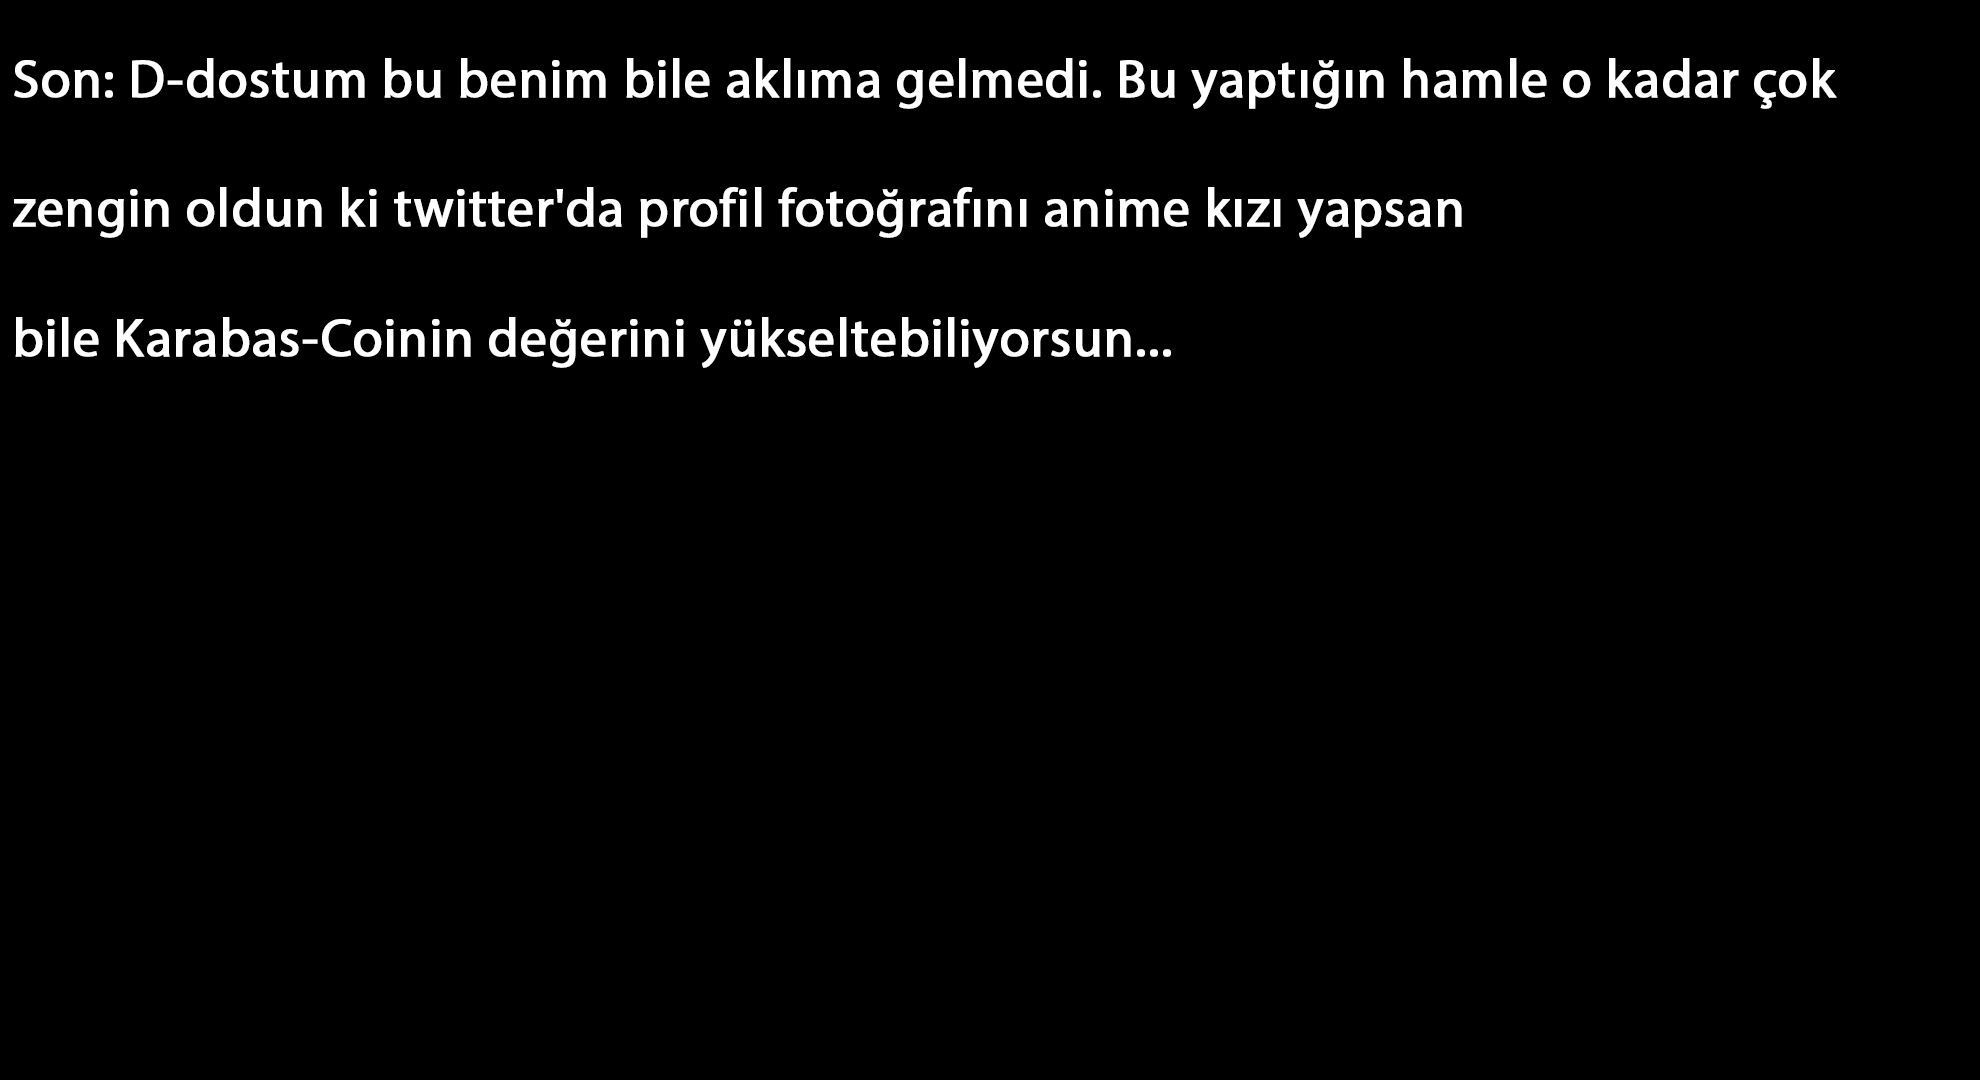 Son: D-dostum bu benim bile aklıma gelmedi. Bu yaptığın hamle o kadar çok
zengin oldun ki twitter'da profil fotoğrafını anime kızı yapsan
bile Karabas-Coinin değerini yükseltebiliyorsun...